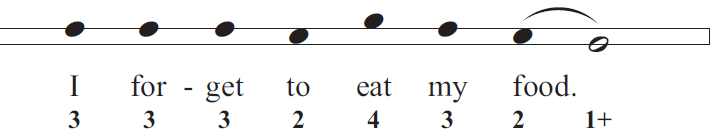 I for - get to eat my food.
3 3 3 2 4 3 2 1+